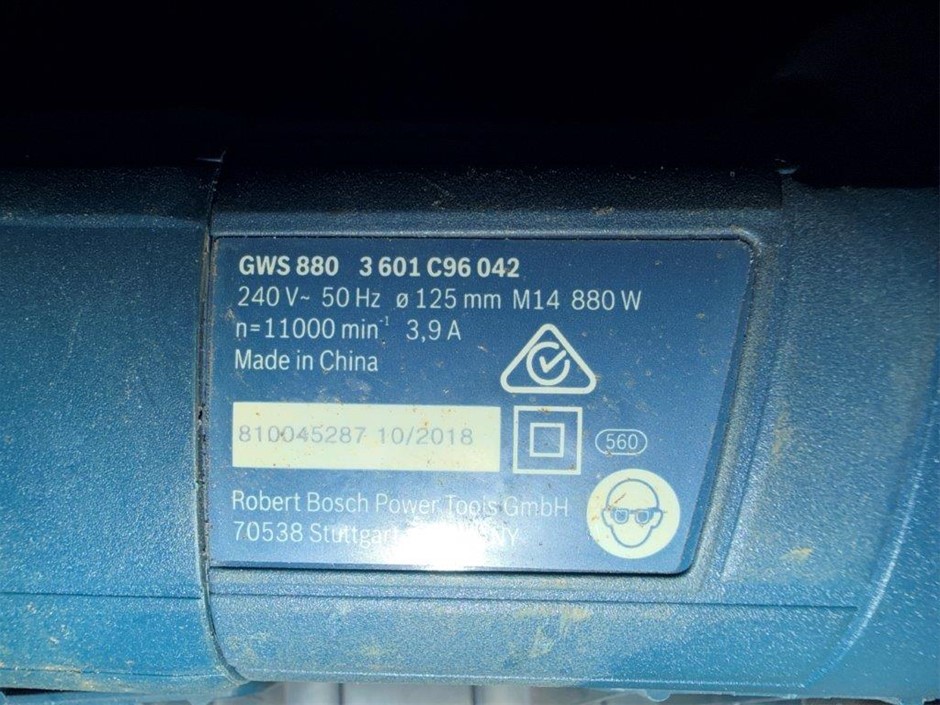 GWS 880 3 601 C96 042
240 V~ 50 Hz ø 125 mm M14 880 W
n=11000 min⁻¹ 3,9 A
Made in China
810045287 10/2018
560
Robert Bosch Power Tools GmbH
70538 Stuttgart